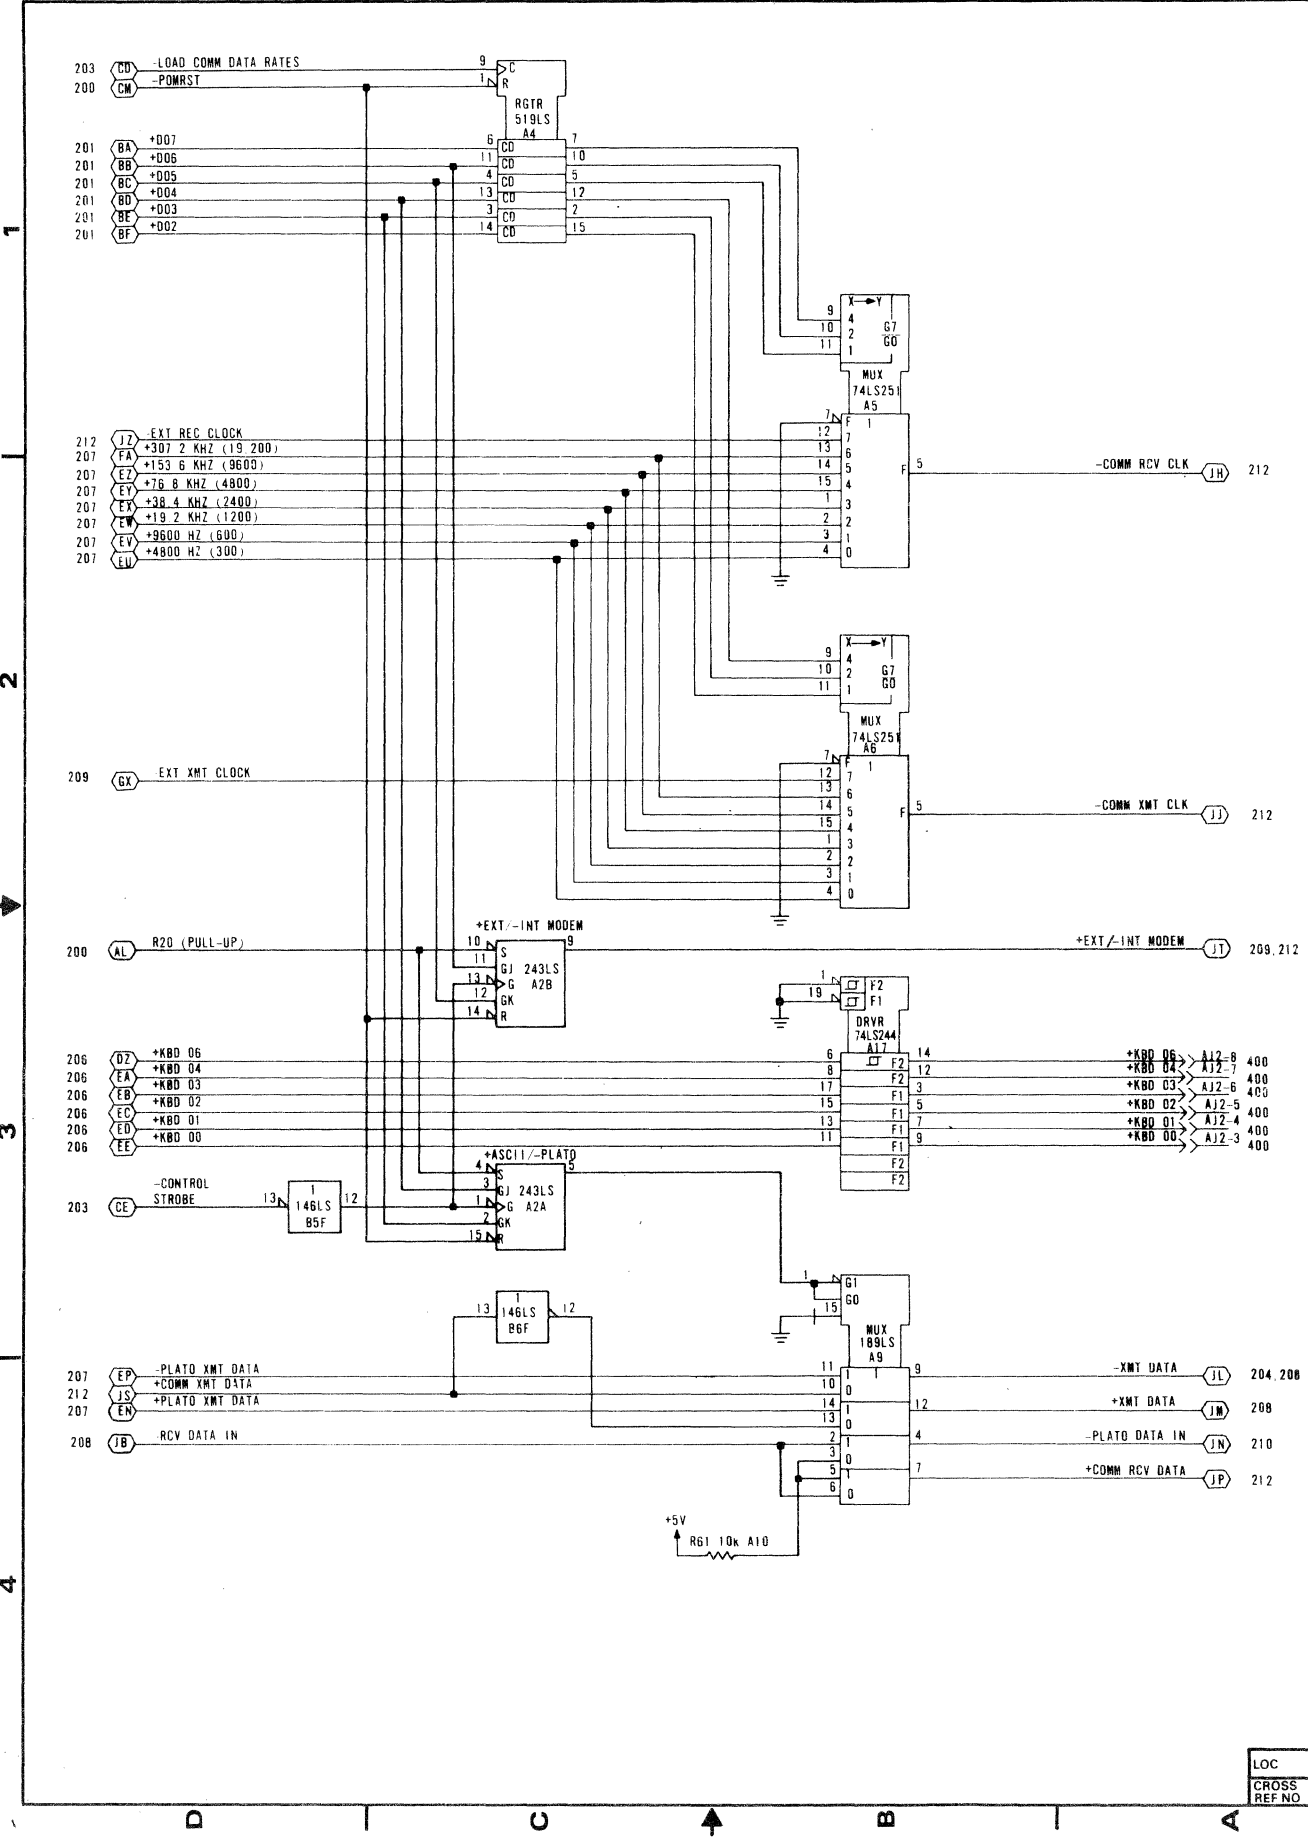 203 CD -LOAD COMM DATA RATES 9 C
200 CM -POMRST 1 R
RGTR
519LS
A4
201 BA +D07 6 CD 7
201 BB +D06 11 CD 10
201 BC +D05 4 CD 5
201 BD +D04 13 CD 12
201 BE +D03 3 CD 2
201 BF +D02 14 CD 15
X Y
9 4
10 2 G7
11 1 G0
MUX
74LS251
A5
7 F 1
212 JZ -EXT REC CLOCK 12 7
207 FA +307 2 KHZ (19 200) 13 6
207 EZ +153 6 KHZ (9600) 14 5 F 5 -COMM RCV CLK JH 212
207 EY +76 8 KHZ (4800) 15 4
207 EX +38.4 KHZ (2400) 1 3
207 EW +19 2 KHZ (1200) 2 2
207 EV +9600 HZ (600) 3 1
207 EU +4800 HZ (300) 4 0
X Y
9 4
10 2 G7
11 1 G0
MUX
74LS251
A6
7 F 1
209 GX -EXT XMT CLOCK 12 7
13 6
14 5 F 5 -COMM XMT CLK JJ 212
15 4
1 3
2 2
3 1
4 0
+EXT/-INT MODEM
200 AL R20 (PULL-UP) 10 S 9 +EXT/-INT MODEM JT 209,212
11 GJ 243LS
13 G A2B
12 GK
14 R
1 F2
19 F1
DRVR
74LS244
A17
206 DZ +KBD 06 6 F2 14 +KBD 06 AJ2-8 400
206 EA +KBD 04 8 F2 12 +KBD 04 AJ2-7 400
206 EB +KBD 03 17 F1 3 +KBD 03 AJ2-6 400
206 EC +KBD 02 15 F1 5 +KBD 02 AJ2-5 400
206 ED +KBD 01 13 F1 7 +KBD 01 AJ2-4 400
206 EE +KBD 00 11 F1 9 +KBD 00 AJ2-3 400
F2
F2
+ASCII/-PLATO
4 S 5
3 GJ 243LS
1 G A2A
2 GK
15 R
-CONTROL
203 CE STROBE 13 1 12
146LS
B5F
13 1 12
146LS
B6F
1 G1
G0
15
MUX
189LS
A9
207 EP -PLATO XMT DATA 11 1 1 9 -XMT DATA JL 204,208
212 JS +COMM XMT DATA 10 0
207 EN +PLATO XMT DATA 14 1 12 +XMT DATA JM 208
13 0
208 JB -RCV DATA IN 2 1 4 -PLATO DATA IN JN 210
3 0
5 1 7 +COMM RCV DATA JP 212
6 0
+5V
R61 10K A10
1
2
3
4
D
C
B
A
LOC
CROSS
REF NO